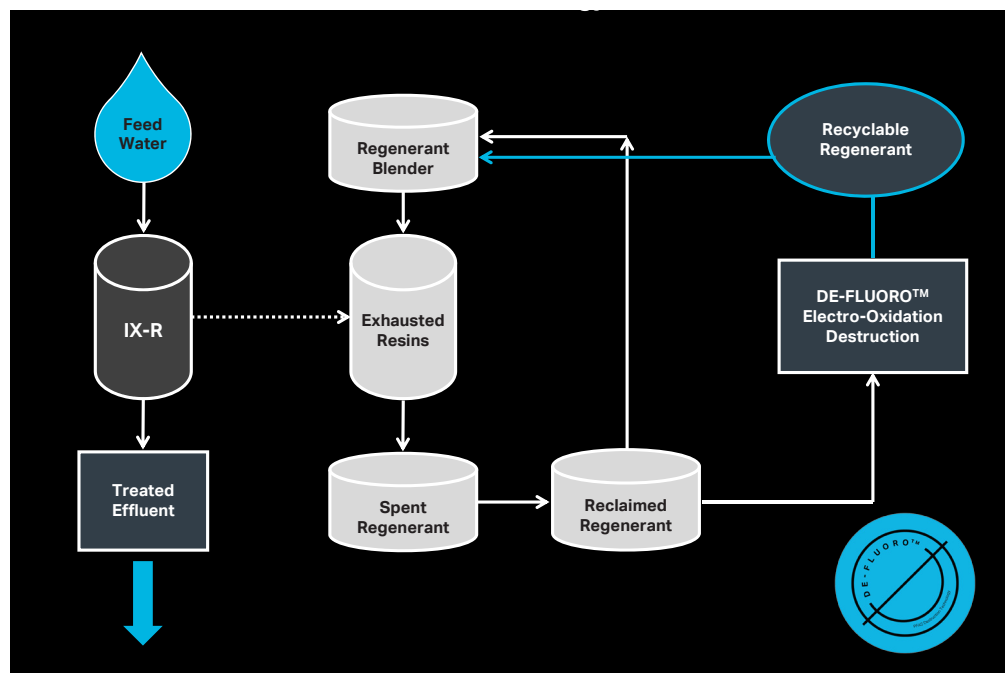 Feed
Water
Regenerant
Blender
Recyclable
Regenerant
IX-R
Exhausted
Resins
DE-FLUORO™
Electro-Oxidation
Destruction
Treated
Effluent
Spent
Regenerant
Reclaimed
Regenerant
DE-FLUORO™